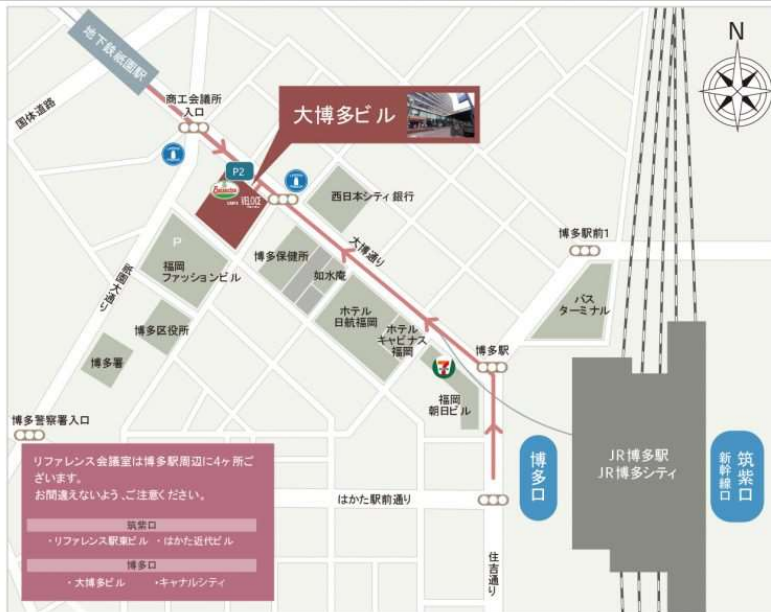 地下鉄祇園駅
国体道路
商工会議所
入口
大博多ビル
N
P2
VELOCE
西日本シティ銀行
大博通り
博多駅前1
P
福岡
ファッションビル
博多保健所
如水庵
祇園大通り
博多区役所
博多署
ホテル
日航福岡
ホテル
キャビナス
福岡
バス
ターミナル
博多駅
7
福岡
朝日ビル
博多警察署入口
博多口
JR博多駅
JR博多シティ
筑紫口
新幹線口
はかた駅前通り
住吉通り
リファレンス会議室は博多駅周辺に4ヶ所ご
ざいます。
お間違えないよう、ご注意ください。
筑紫口
・リファレンス駅東ビル ・はかた近代ビル
博多口
・大博多ビル ・キャナルシティ